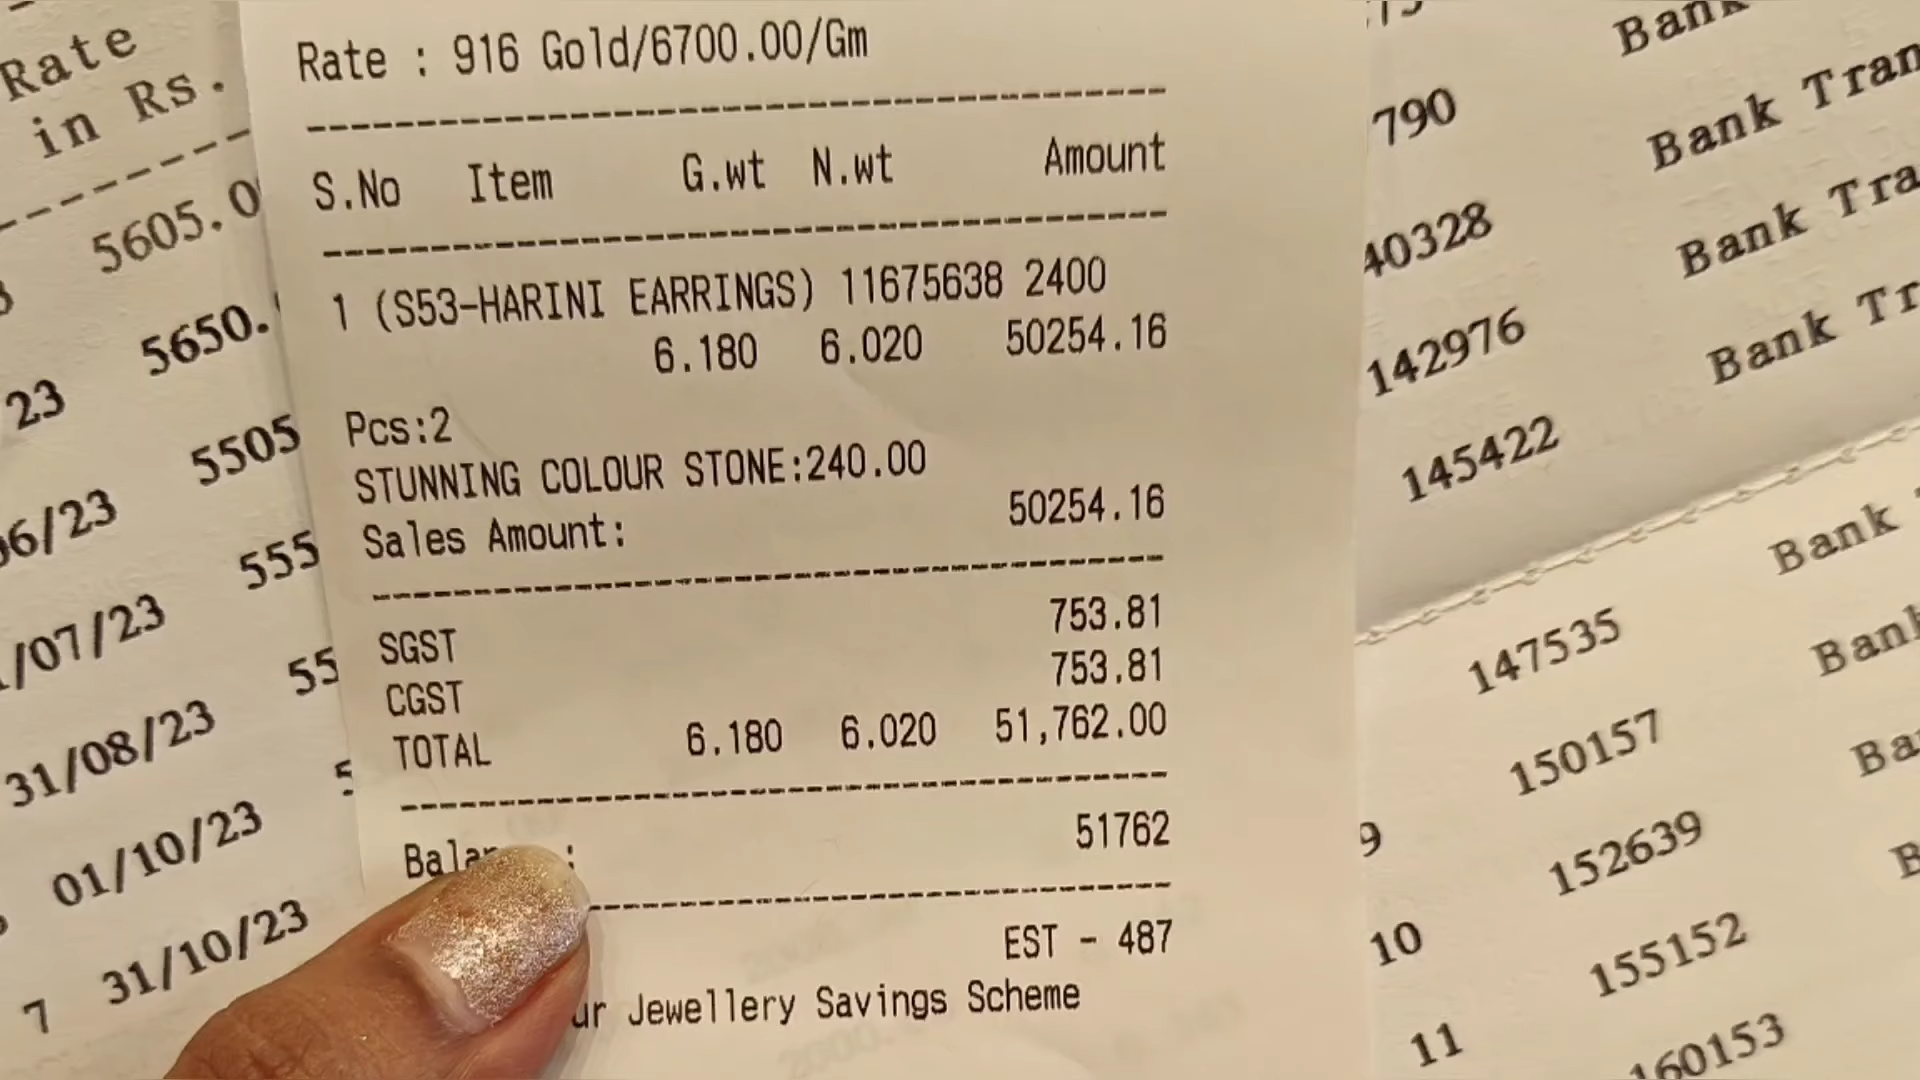 Rate : 916 Gold/6700.00/Gm
S.No Item G.wt N.wt Amount
1 (S53-HARINI EARRINGS) 11675638 2400
6.180 6.020 50254.16
Pcs:2
STUNNING COLOUR STONE:240.00
Sales Amount: 50254.16
SGST 753.81
CGST 753.81
TOTAL 6.180 6.020 51,762.00
51762
EST - 487
Jewellery Savings Scheme
Rate
in Rs.
5605.0
5650.
23 5505
06/23 555
/07/23 55
31/08/23 5
01/10/23
7 31/10/23
Bank
790 Bank Tran
40328 Bank Tra
142976 Bank Tr
145422
Bank
147535 Bank
150157 Ba
9 152639 B
10 155152
11 160153